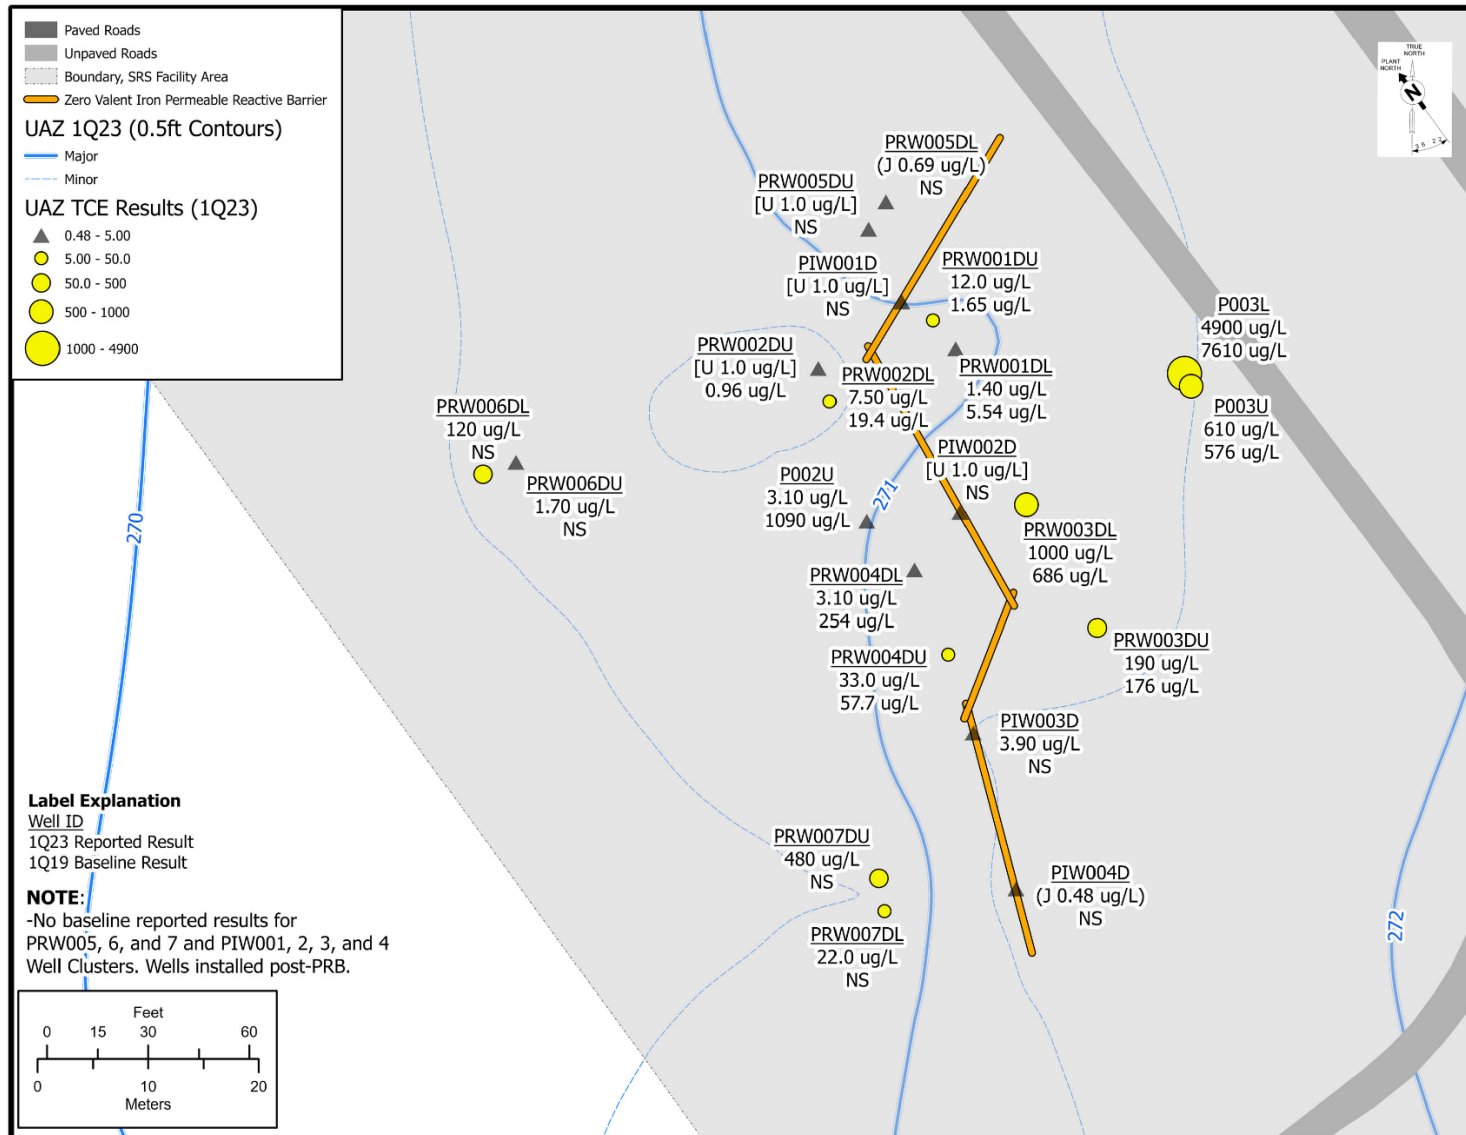 Paved Roads
Unpaved Roads
Boundary, SRS Facility Area
Zero Valent Iron Permeable Reactive Barrier
UAZ 1Q23 (0.5ft Contours)
Major
Minor
UAZ TCE Results (1Q23)
0.48 - 5.00
5.00 - 50.0
50.0 - 500
500 - 1000
1000 - 4900
TRUE
NORTH
PLANT
NORTH
N
PRW005DL
(J 0.69 ug/L)
NS
PRW005DU
[U 1.0 ug/L]
NS
PIW001D
[U 1.0 ug/L]
NS
PRW001DU
12.0 ug/L
1.65 ug/L
P003L
4900 ug/L
7610 ug/L
PRW002DU
[U 1.0 ug/L]
0.96 ug/L
PRW002DL
7.50 ug/L
19.4 ug/L
PRW001DL
1.40 ug/L
5.54 ug/L
P003U
610 ug/L
576 ug/L
PRW006DL
120 ug/L
NS
PRW006DU
1.70 ug/L
NS
P002U
3.10 ug/L
1090 ug/L
PIW002D
[U 1.0 ug/L]
NS
271
270
PRW003DL
1000 ug/L
686 ug/L
PRW004DL
3.10 ug/L
254 ug/L
PRW004DU
33.0 ug/L
57.7 ug/L
PRW003DU
190 ug/L
176 ug/L
PIW003D
3.90 ug/L
NS
PRW007DU
480 ug/L
NS
PRW007DL
22.0 ug/L
NS
PIW004D
(J 0.48 ug/L)
NS
272
Label Explanation
Well ID
1Q23 Reported Result
1Q19 Baseline Result
NOTE:
-No baseline reported results for
PRW005, 6, and 7 and PIW001, 2, 3, and 4
Well Clusters. Wells installed post-PRB.
Feet
0 15 30 60
0 10 20
Meters